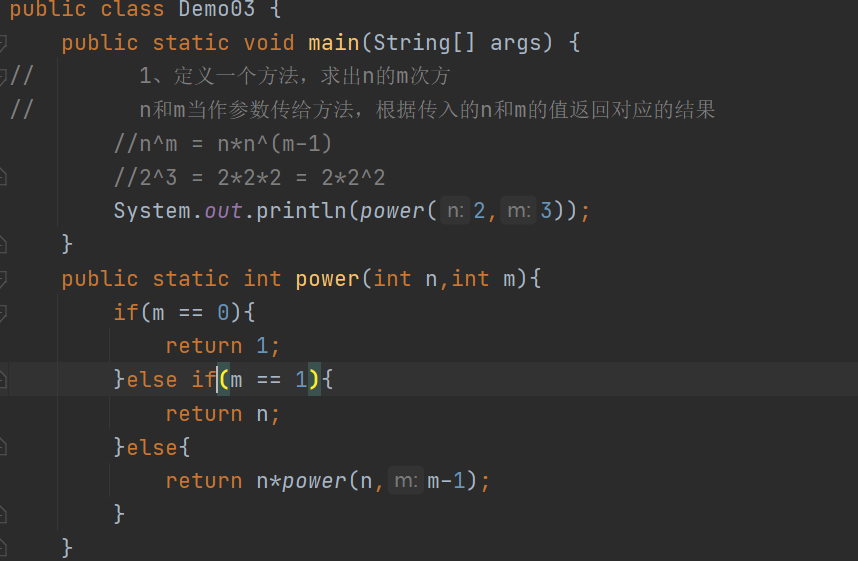 public class Demo03 {
    public static void main(String[] args) {
//        1、定义一个方法，求出n的m次方
//        n和m当作参数传给方法，根据传入的n和m的值返回对应的结果
        //n^m = n*n^(m-1)
        //2^3 = 2*2*2 = 2*2^2
        System.out.println(power( n: 2, m: 3));
    }
    public static int power(int n,int m){
        if(m == 0){
            return 1;
        }else if(m == 1){
            return n;
        }else{
            return n*power(n, m: m-1);
        }
    }